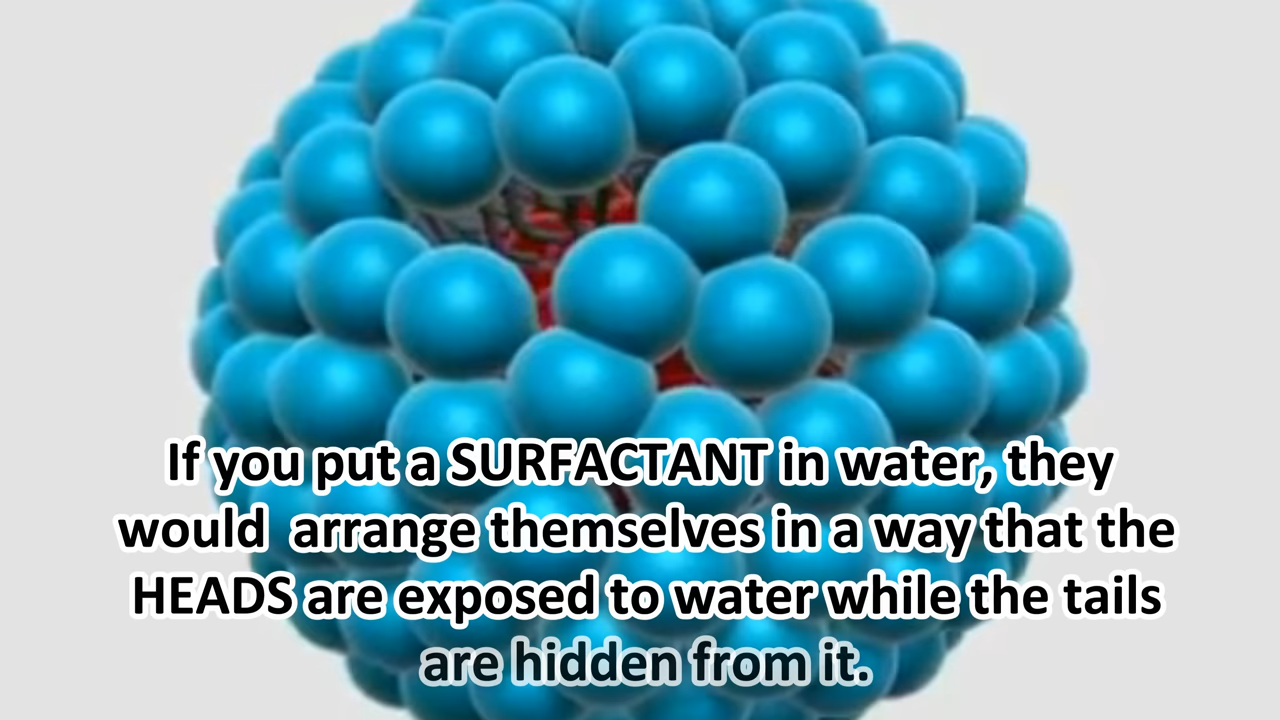 If you put a SURFACTANT in water, they
would  arrange themselves in a way that the
HEADS are exposed to water while the tails
are hidden from it.